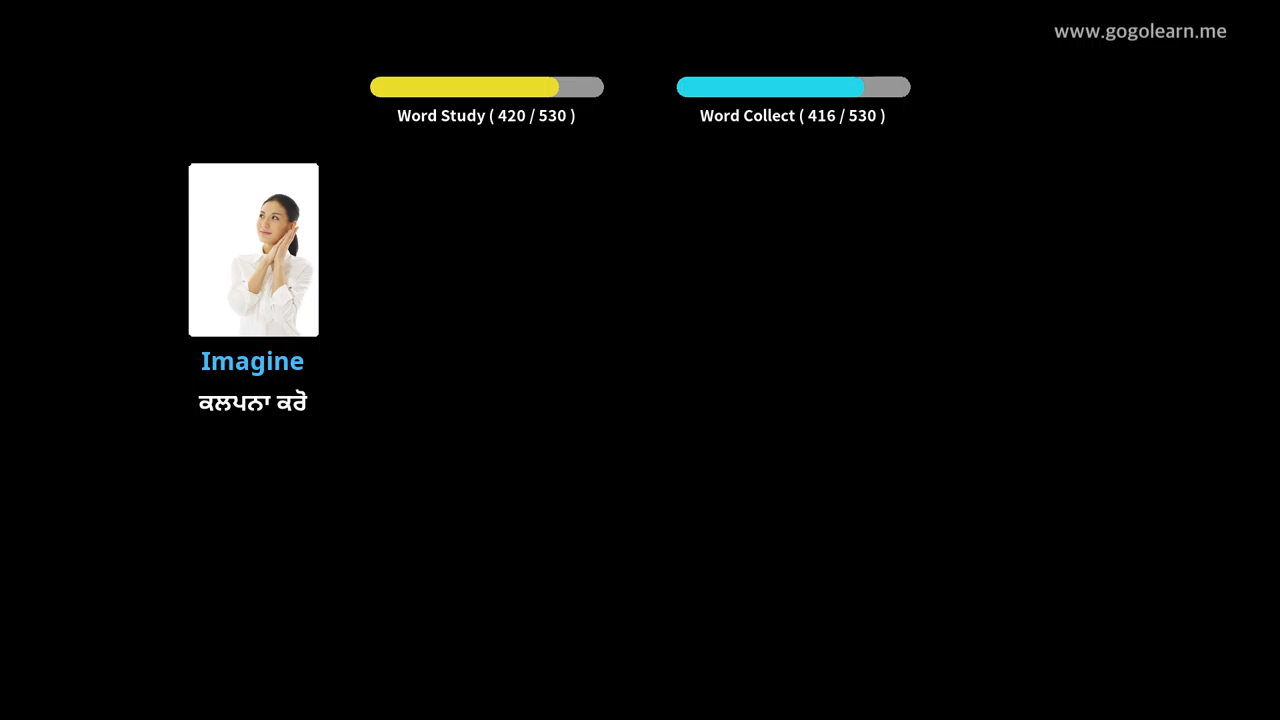 www.gogolearn.me
Word Study ( 420 / 530 )
Word Collect ( 416 / 530 )
Imagine
ਕਲਪਨਾ ਕਰੋ